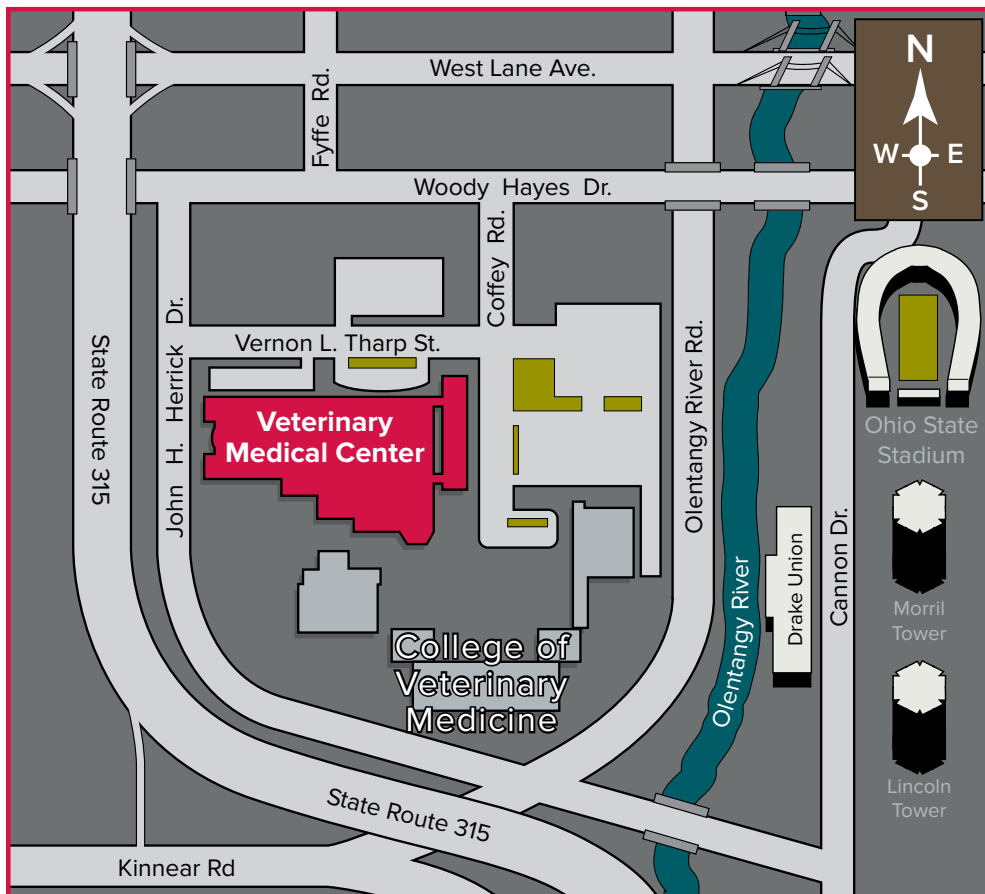 West Lane Ave.
Fyffe Rd.
N
W
E
S
Woody Hayes Dr.
Coffey Rd.
John H. Herrick Dr.
Vernon L. Tharp St.
State Route 315
Veterinary
Medical Center
Olentangy River Rd.
Ohio State
Stadium
Cannon Dr.
Drake Union
Olentangy River
Morril
Tower
College of
Veterinary
Medicine
Lincoln
Tower
State Route 315
Kinnear Rd